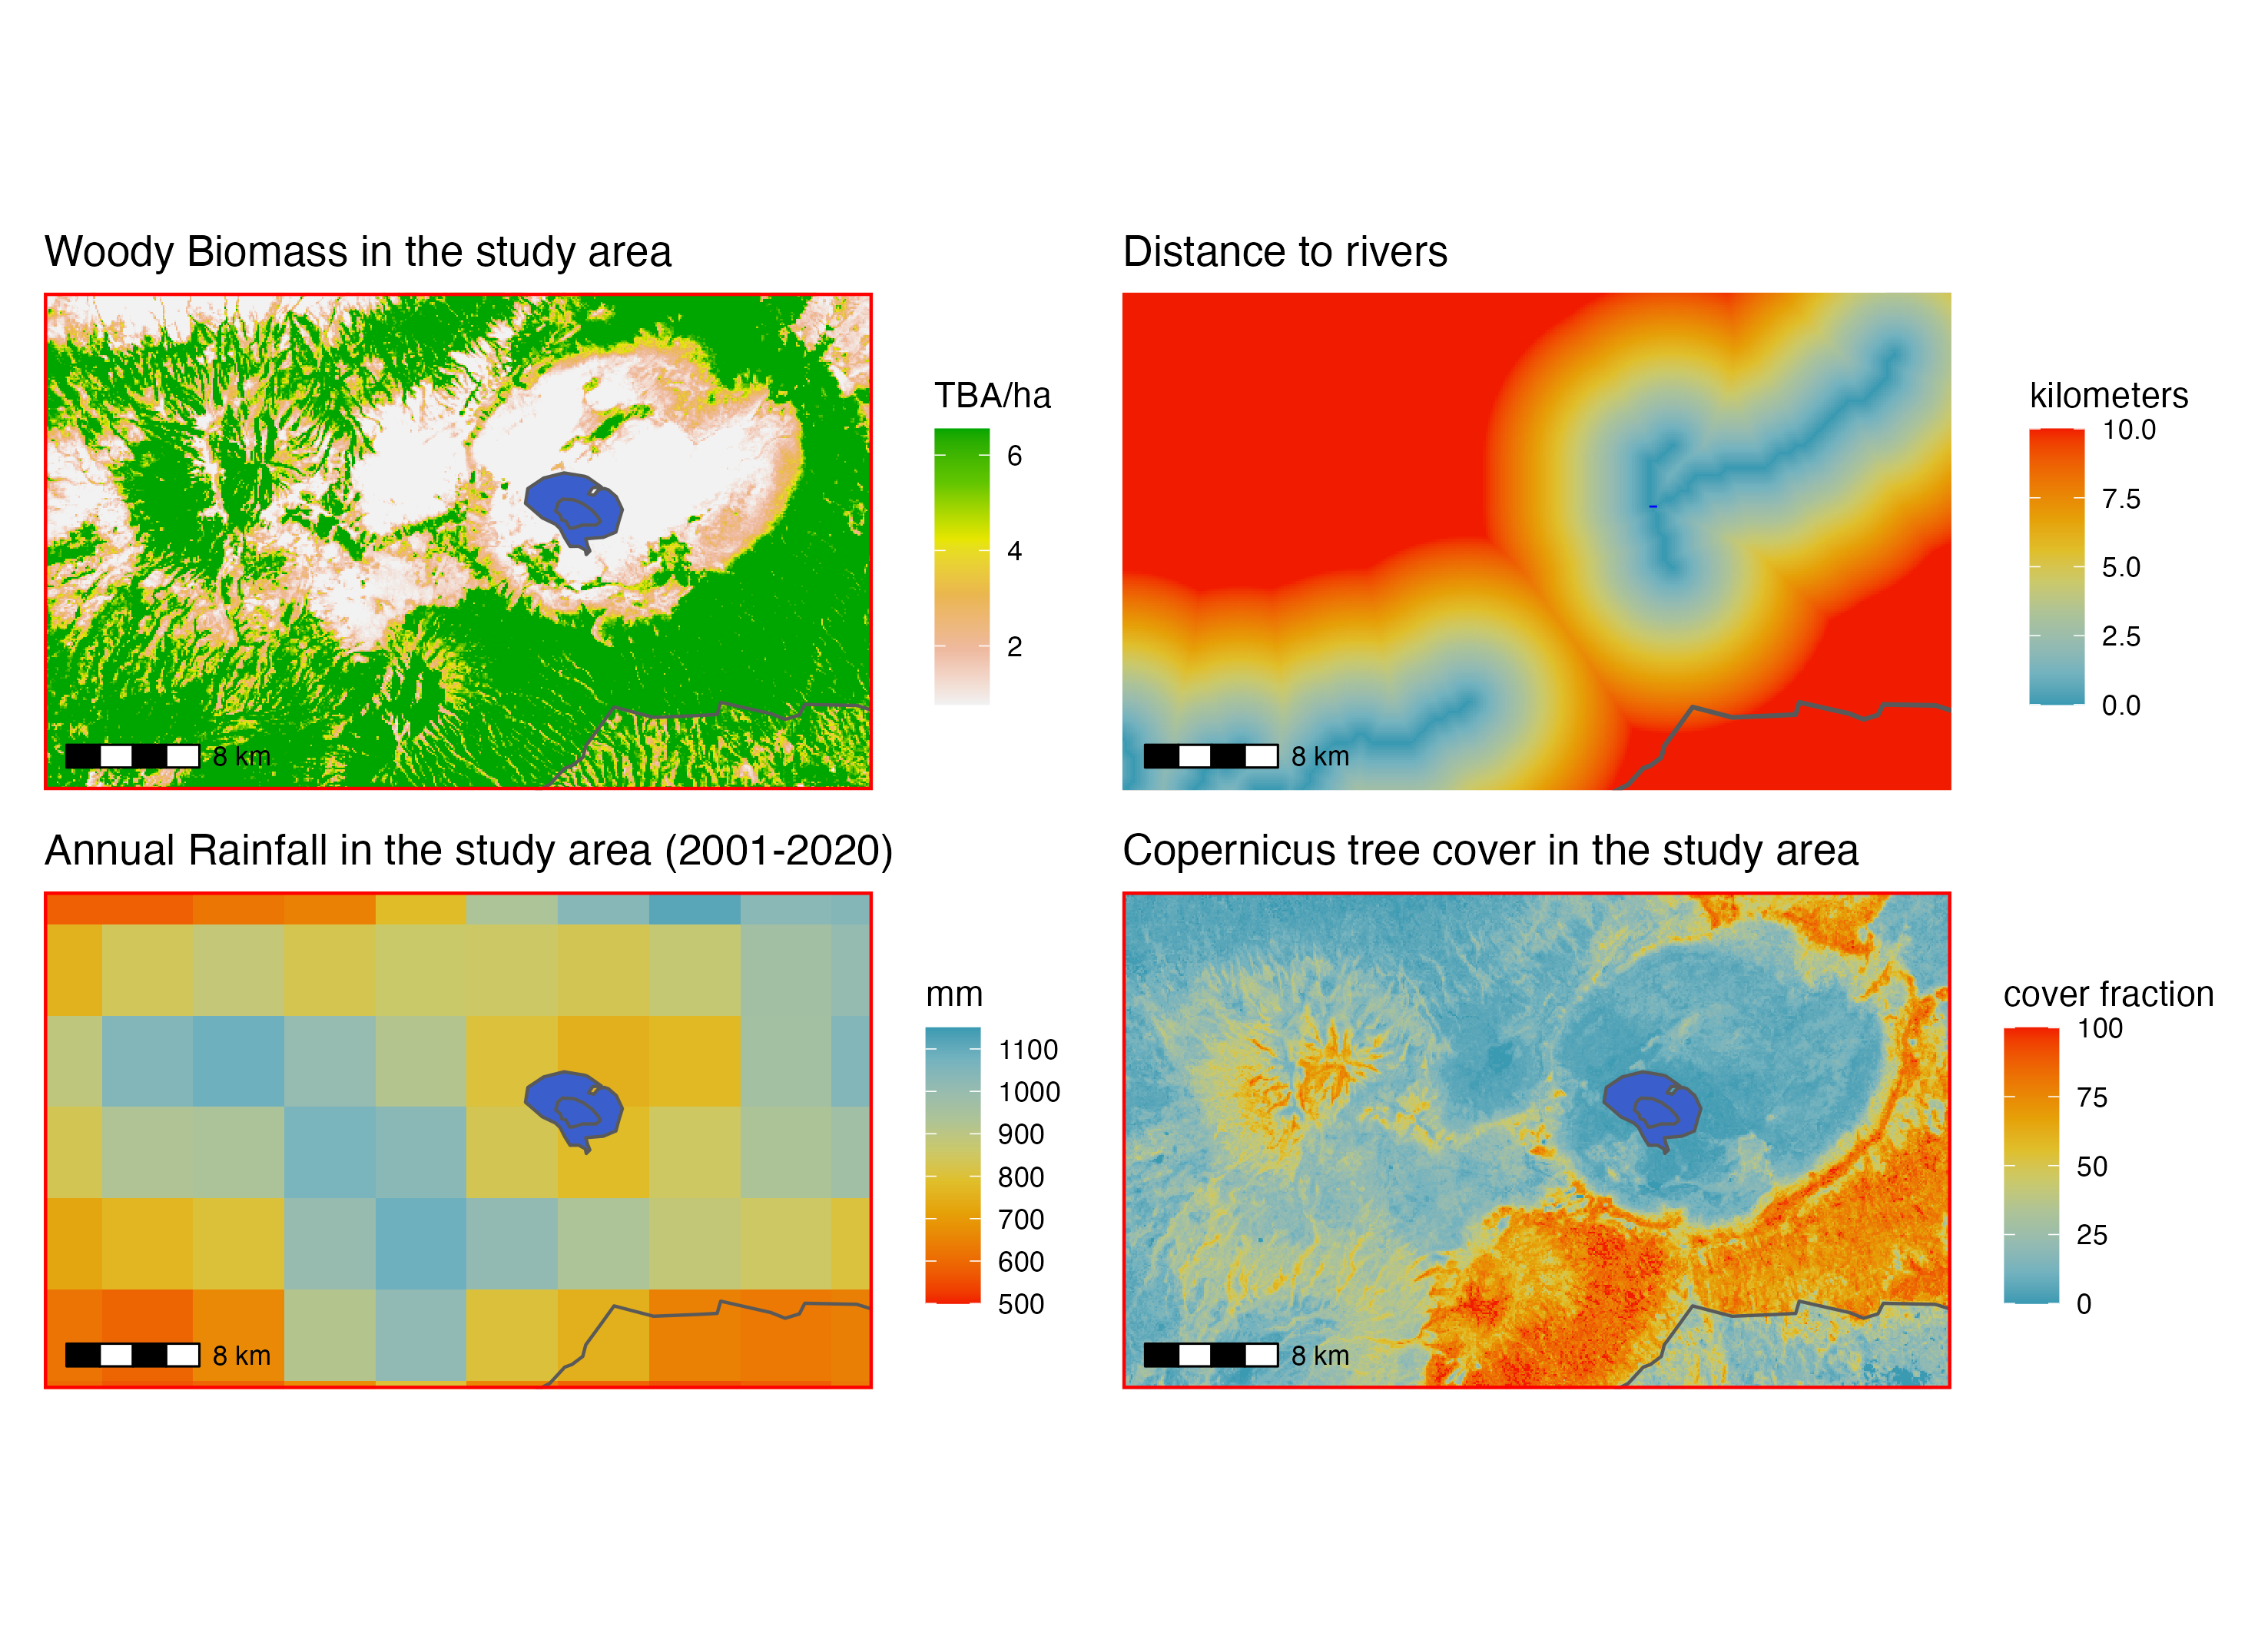 Woody Biomass in the study area
TBA/ha
6
4
2
8 km
Distance to rivers
kilometers
10.0
7.5
5.0
2.5
0.0
8 km
Annual Rainfall in the study area (2001-2020)
mm
1100
1000
900
800
700
600
500
8 km
Copernicus tree cover in the study area
cover fraction
100
75
50
25
0
8 km